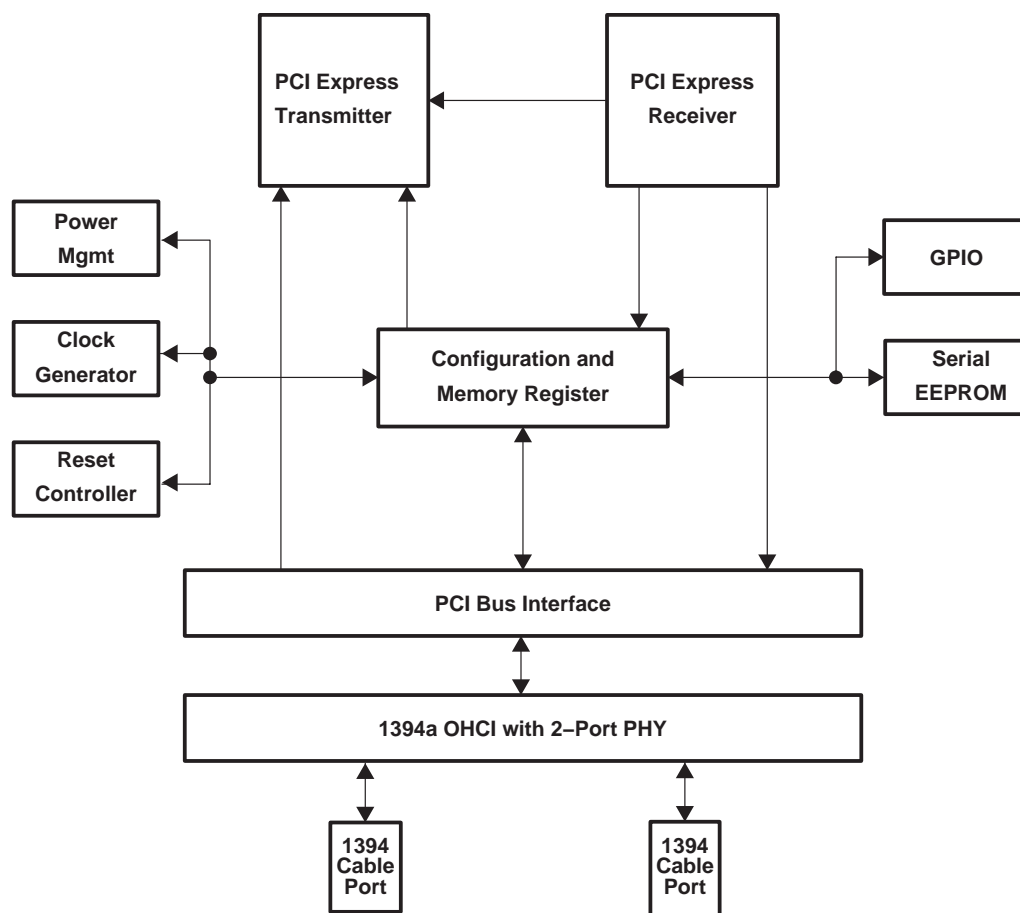 PCI Express
Transmitter
PCI Express
Receiver
Power
Mgmt
GPIO
Clock
Generator
Configuration and
Memory Register
Serial
EEPROM
Reset
Controller
PCI Bus Interface
1394a OHCI with 2–Port PHY
1394
Cable
Port
1394
Cable
Port